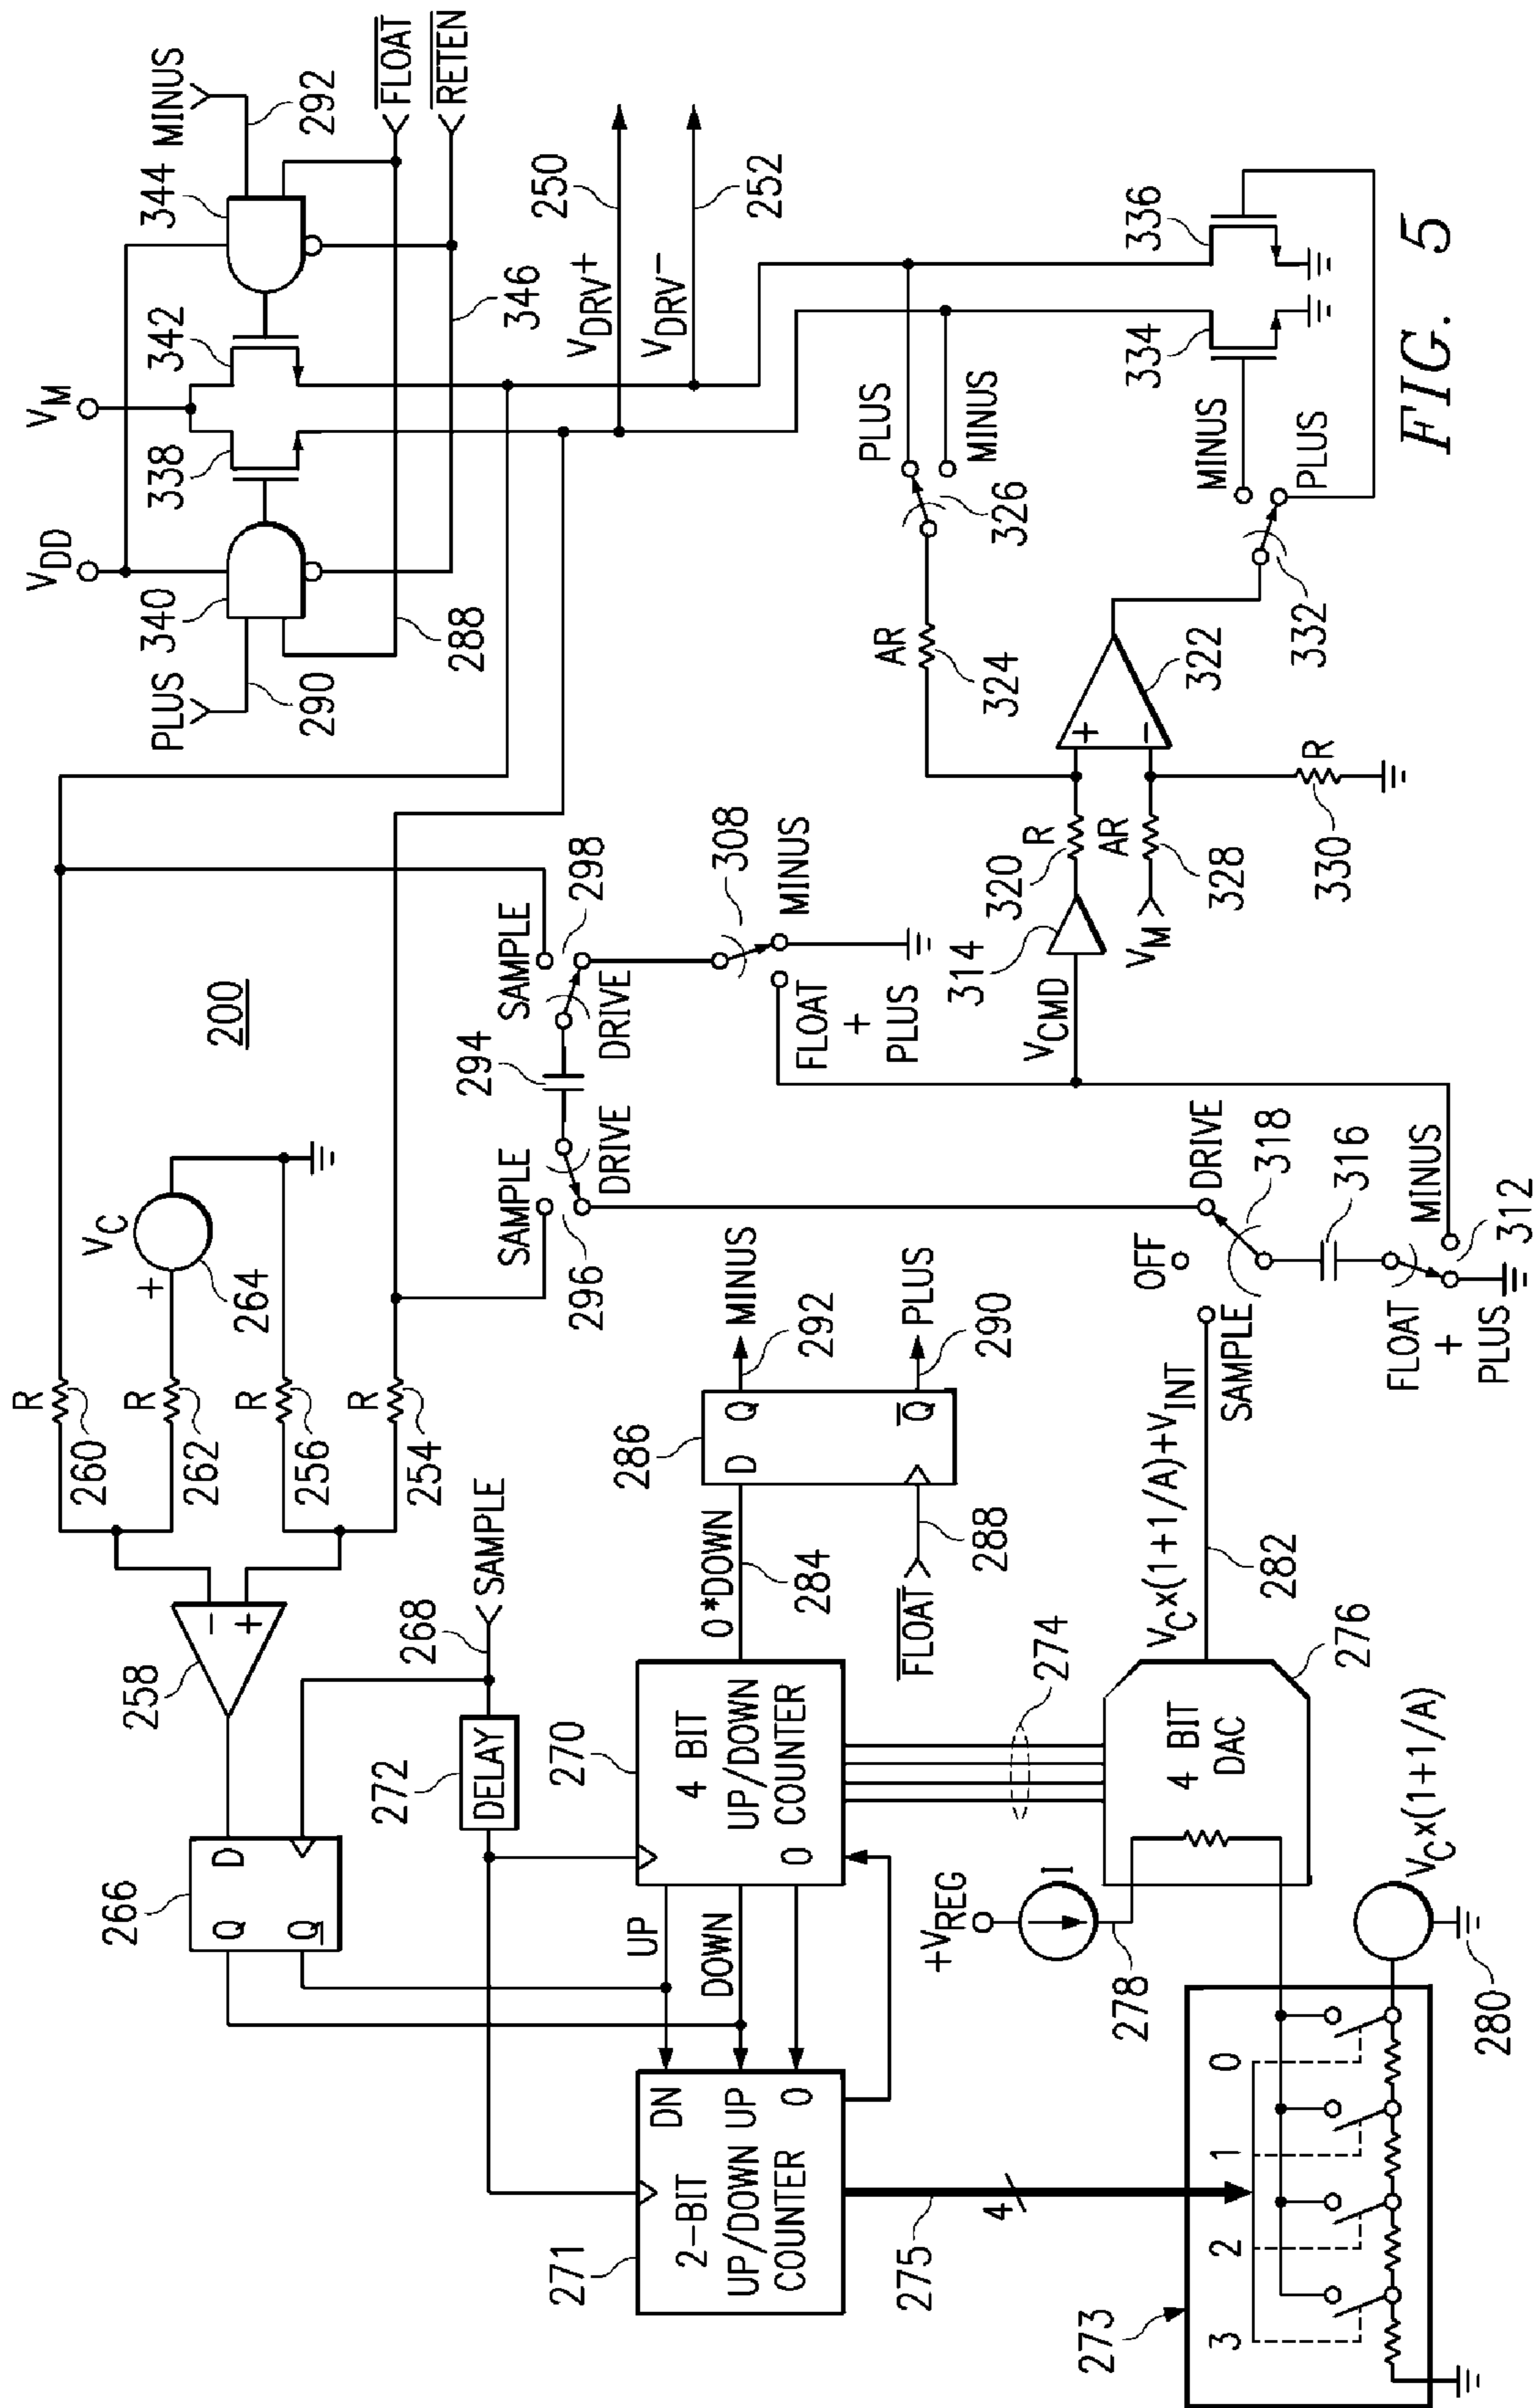 200
V_DD
V_M
PLUS
290
340
338
342
344
MINUS
292
FLOAT
RETEN
288
346
V_DRV+
250
V_DRV-
252
R
260
R
262
R
256
R
254
V_C
+
264
258
-
+
266
D
Q
Q
SAMPLE
268
DELAY
272
270
4 BIT
UP/DOWN
COUNTER
0
UP
DOWN
271
2-BIT
UP/DOWN
COUNTER
DN
UP
0
0*DOWN
284
286
D
Q
Q
MINUS
292
PLUS
290
FLOAT
288
274
4 BIT
DAC
276
V_C x(1+1/A)+V_INT
282
+V_REG
I
278
V_C x(1+1/A)
280
275
4
273
3
2
1
0
SAMPLE
296
DRIVE
294
SAMPLE
298
DRIVE
308
MINUS
FLOAT
+
PLUS
SAMPLE
OFF
DRIVE
318
316
FLOAT
+
PLUS
MINUS
312
V_CMD
314
320
R
V_M
AR
328
R
330
+
-
322
AR
324
PLUS
326
MINUS
332
MINUS
PLUS
334
336
FIG. 5